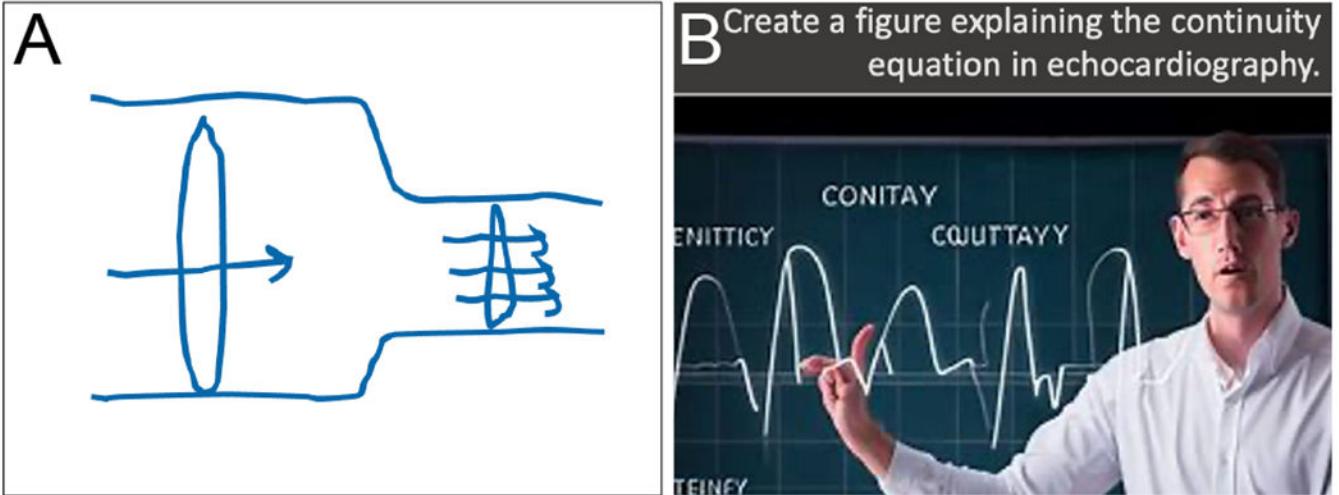 A
B
Create a figure explaining the continuity
equation in echocardiography.
CONITAY
ENITTICY
CQUTTAYY
TEINFY